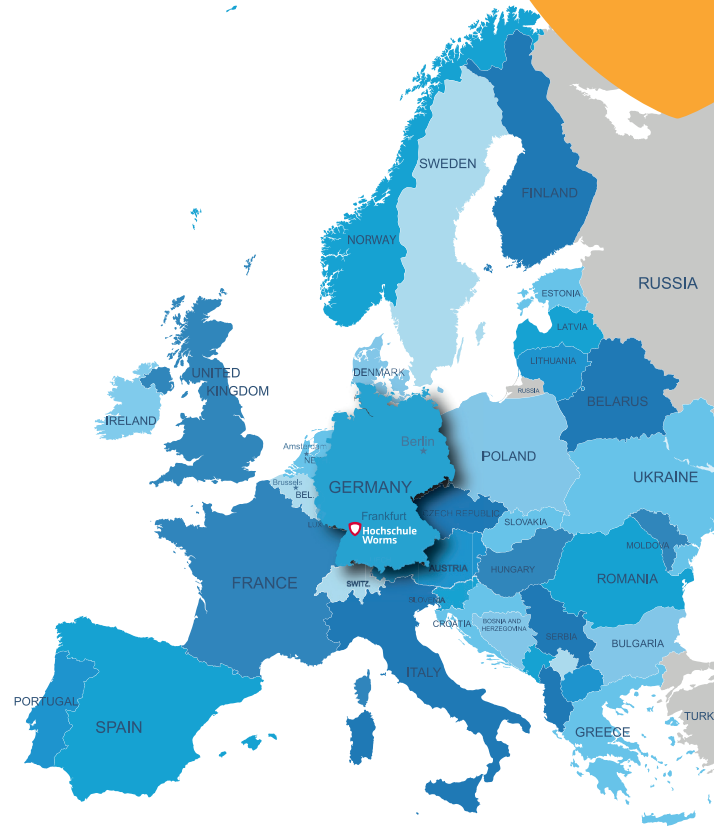 SWEDEN
FINLAND
NORWAY
RUSSIA
ESTONIA
LATVIA
LITHUANIA
DENMARK
RUSSIA
UNITED
KINGDOM
BELARUS
IRELAND
Berlin
Amsterdam
POLAND
NE
UKRAINE
Brussels
GERMANY
BEL
Frankfurt
CZECH REPUBLIC
SLOVAKIA
Hochschule
Worms
MOLDOVA
AUSTRIA
HUNGARY
FRANCE
SWITZ.
ROMANIA
SLOVENIA
CROATIA
BOSNIA AND
HERZEGOVINA
SERBIA
BULGARIA
ITALY
PORTUGAL
SPAIN
TURK
GREECE